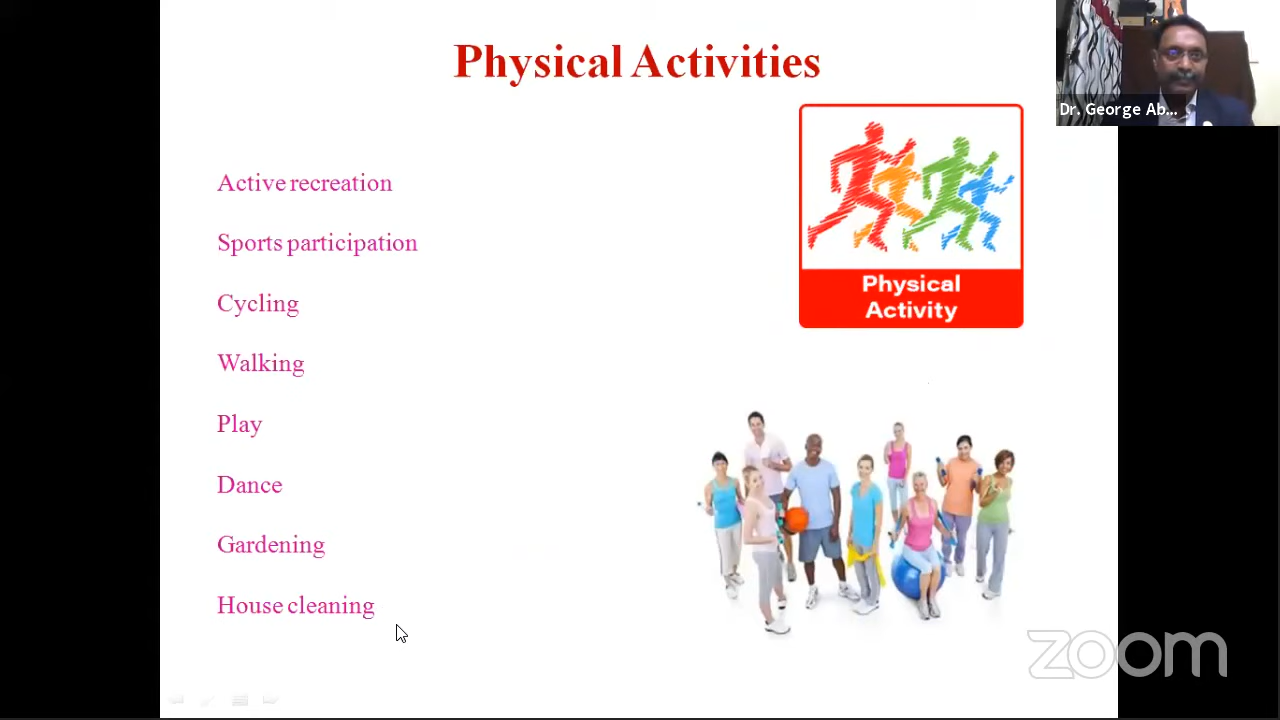 Physical Activities
Dr. George Ab...
Active recreation
Sports participation
Cycling
Walking
Play
Dance
Gardening
House cleaning
Physical
Activity
zoom